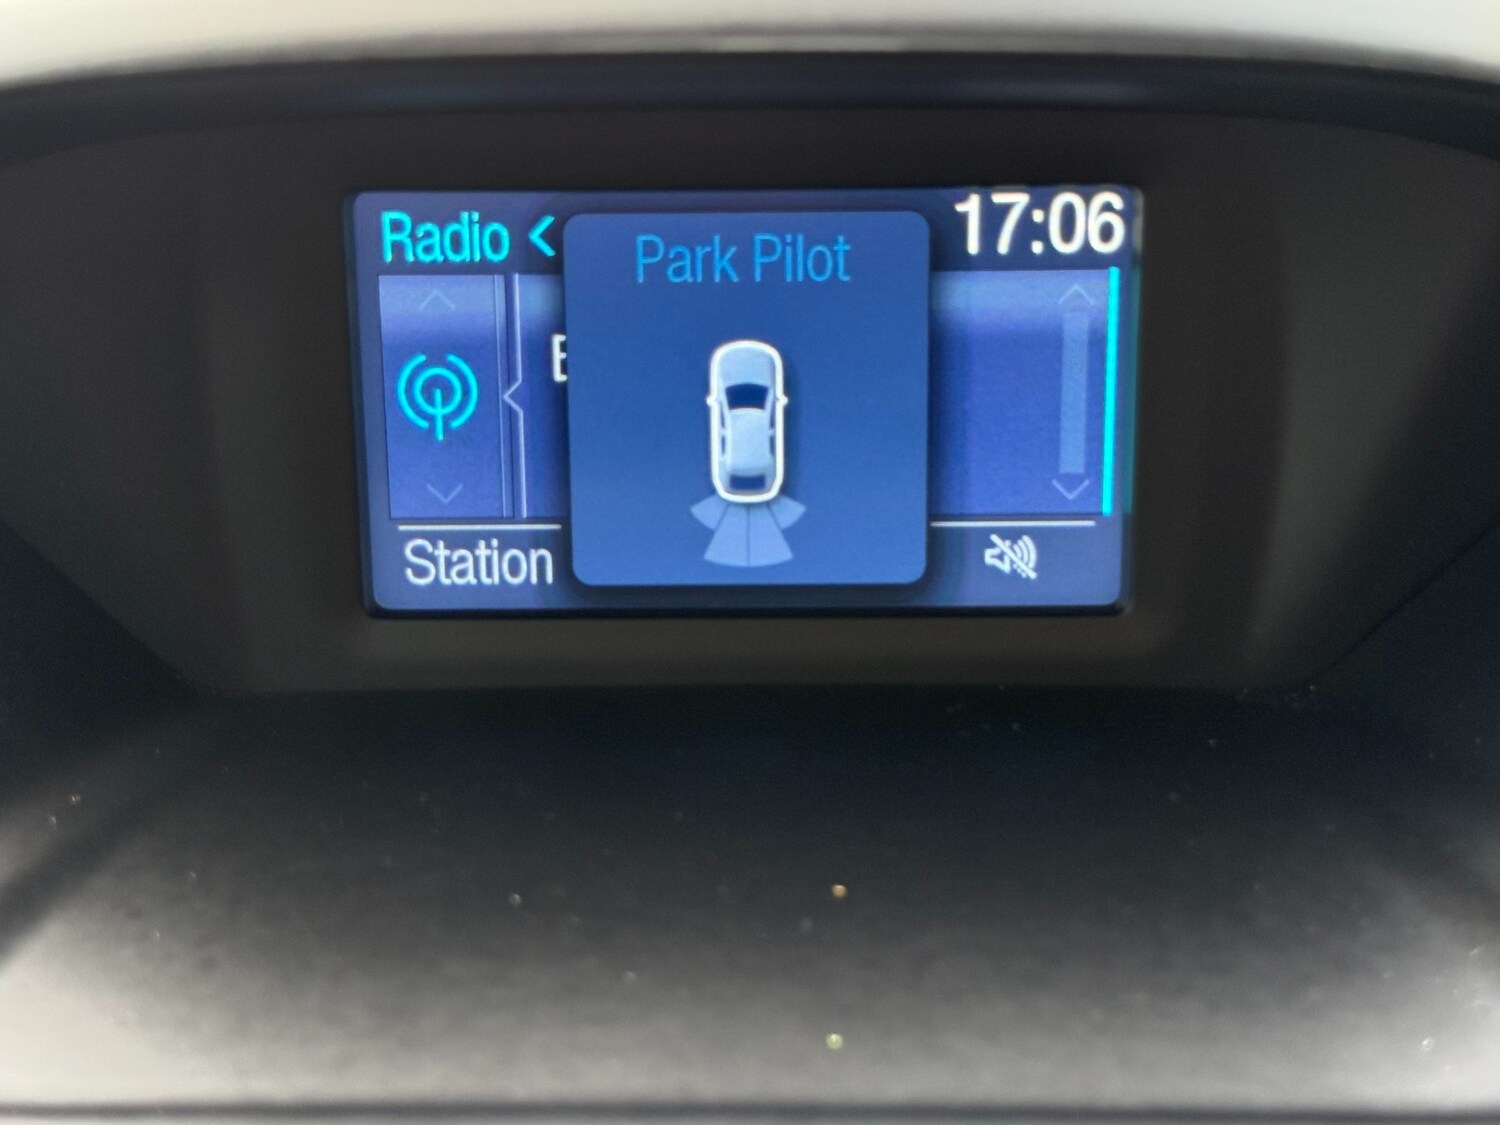 Radio <
Park Pilot
17:06
Station